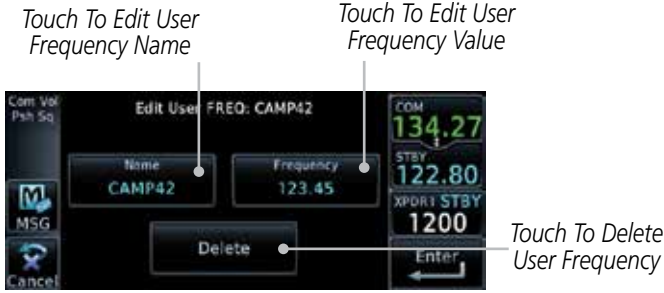 Touch To Edit User
Frequency Name
Touch To Edit User
Frequency Value
Com Vol
Psh Sq
Edit User FREQ: CAMP42
COM
134.27
Name
CAMP42
Frequency
123.45
STBY
122.80
MSG
XPDR1 STBY
1200
Delete
Touch To Delete
User Frequency
Cancel
Enter